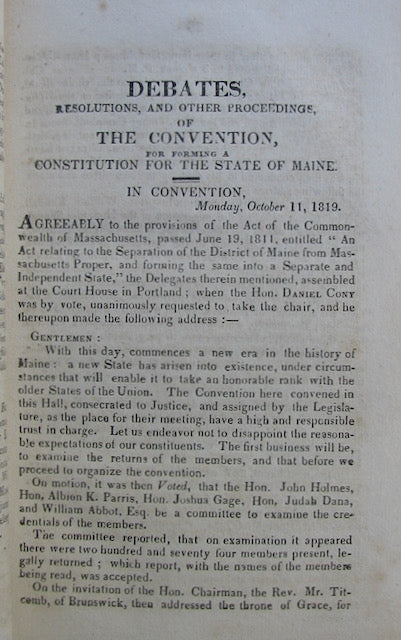 DEBATES,
RESOLUTIONS, AND OTHER PROCEEDINGS,
OF
THE CONVENTION,
FOR FORMING A
CONSTITUTION FOR THE STATE OF MAINE.
IN CONVENTION,
Monday, October 11, 1819.
AGREEABLY to the provisions of the Act of the Common-
wealth of Massachusetts, passed June 19, 1811, entitled “ An
Act relating to the Separation of the District of Maine from Mas-
sachusetts Proper, and forming the same into a Separate and
Independent State,” the Delegates therein mentioned, assembled
at the Court House in Portland ; when the Hon. DANIEL CONY
was by vote, unanimously requested to take the chair, and he
thereupon made the following address :—
GENTLEMEN :
With this day, commences a new era in the history of
Maine : a new State has arisen into existence, under circum-
stances that will enable it to take an honorable rank with the
older States of the Union. The Convention here convened in
this Hall, consecrated to Justice, and assigned by the Legisla-
ture, as the place for their meeting, have a high and responsible
trust in charge. Let us endeavor not to disappoint the reasona-
ble expectations of our constituents. The first business will be,
to examine the returns of the members, and that before we
proceed to organize the convention.
On motion, it was then Voted, that the Hon. John Holmes,
Hon, Albion K. Parris, Hon. Joshua Gage, Hon, Judah Dana,
and William Abbot, Esq. be a committee to examine the cre-
dentials of the members.
The committee reported, that on examination it appeared
there were two hundred and seventy four members present, le-
gally returned ; which report, with the names of the members
being read, was accepted.
On the invitation of the Hon. Chairman, the Rev. Mr. Tit-
comb, of Brunswick, then addressed the throne of Grace, for